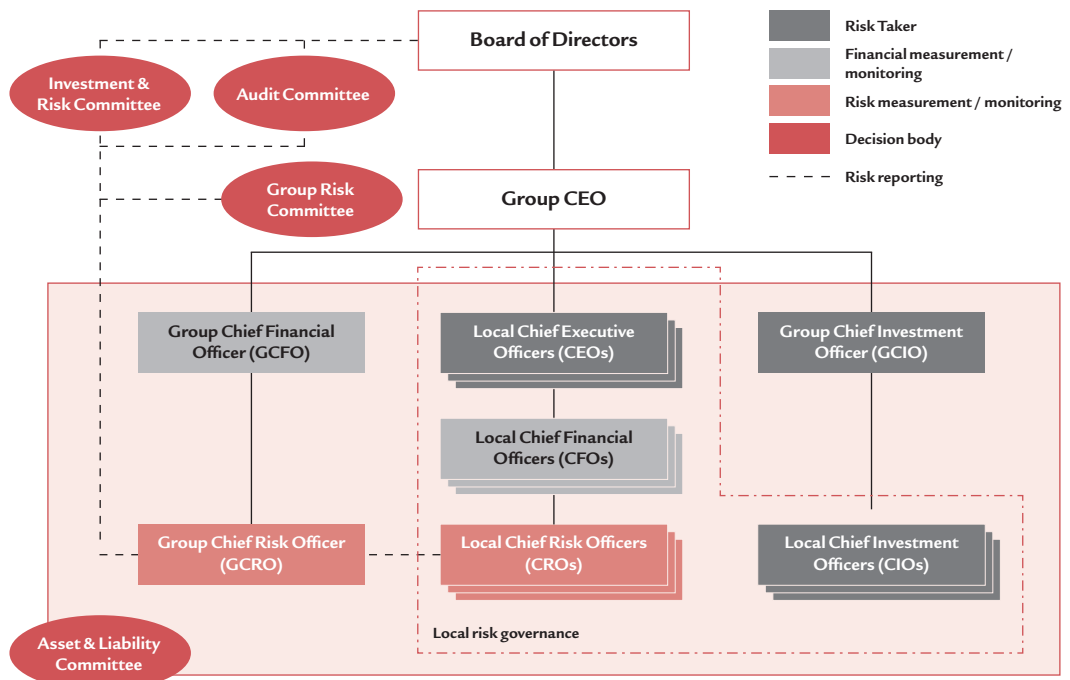 Board of Directors
Investment &
Risk Committee
Audit Committee
Risk Taker
Financial measurement /
monitoring
Risk measurement / monitoring
Decision body
Risk reporting
Group Risk
Committee
Group CEO
Group Chief Financial
Officer (GCFO)
Local Chief Executive
Officers (CEOs)
Group Chief Investment
Officer (GCIO)
Local Chief Financial
Officers (CFOs)
Group Chief Risk Officer
(GCRO)
Local Chief Risk Officers
(CROs)
Local Chief Investment
Officers (CIOs)
Local risk governance
Asset & Liability
Committee